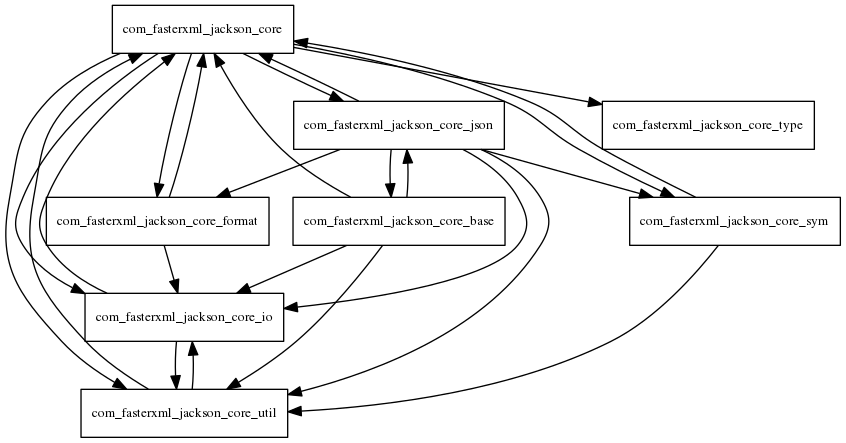 com_fasterxml_jackson_core
com_fasterxml_jackson_core_json
com_fasterxml_jackson_core_type
com_fasterxml_jackson_core_format
com_fasterxml_jackson_core_base
com_fasterxml_jackson_core_sym
com_fasterxml_jackson_core_io
com_fasterxml_jackson_core_util